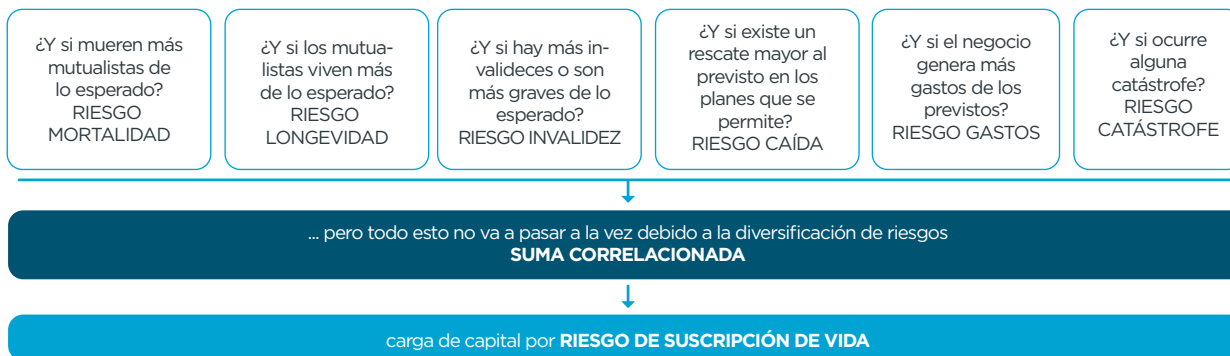 ¿Y si mueren más
mutualistas de
lo esperado?
RIESGO
MORTALIDAD
¿Y si los mutua-
listas viven más
de lo esperado?
RIESGO
LONGEVIDAD
¿Y si hay más in-
valideces o son
más graves de lo
esperado?
RIESGO INVALIDEZ
¿Y si existe un
rescate mayor al
previsto en los
planes que se
permite?
RIESGO CAÍDA
¿Y si el negocio
genera más
gastos de los
previstos?
RIESGO GASTOS
¿Y si ocurre
alguna
catástrofe?
RIESGO
CATÁSTROFE
... pero todo esto no va a pasar a la vez debido a la diversificación de riesgos
SUMA CORRELACIONADA
carga de capital por RIESGO DE SUSCRIPCIÓN DE VIDA